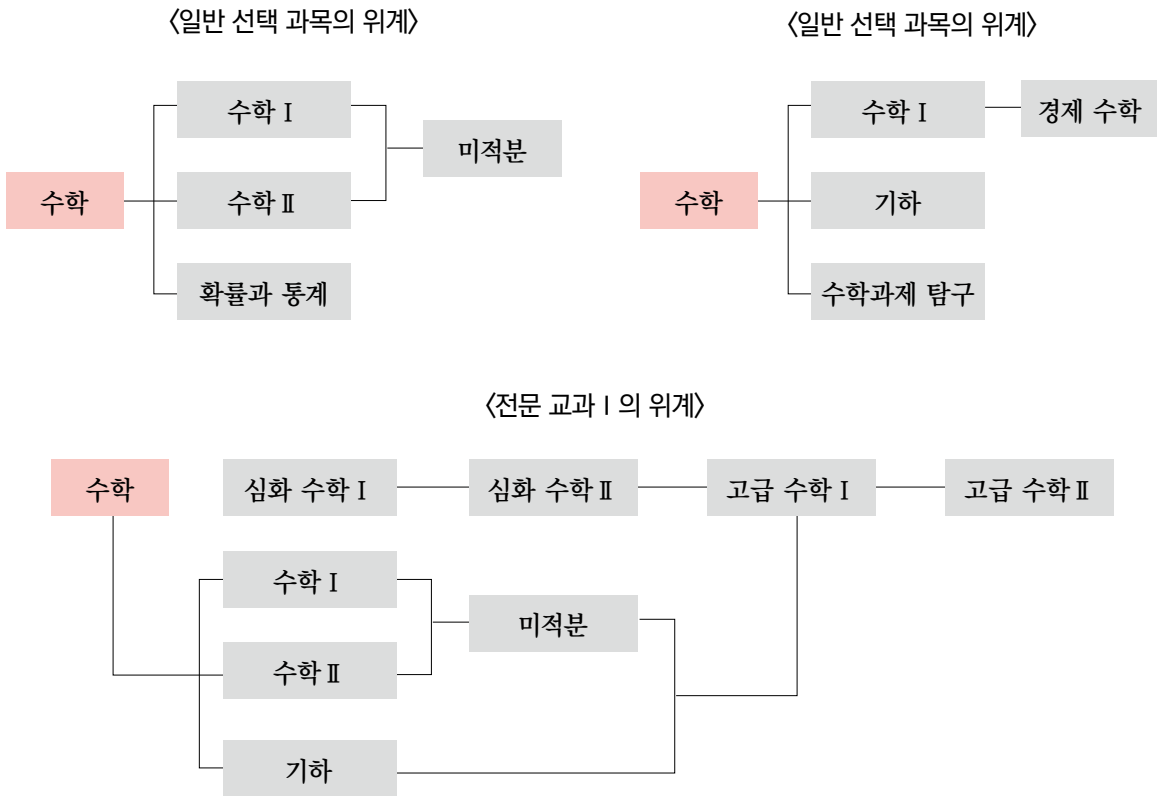 〈일반 선택 과목의 위계〉
수학
수학 Ⅰ
수학 Ⅱ
확률과 통계
미적분
〈일반 선택 과목의 위계〉
수학
수학 Ⅰ
기하
수학과제 탐구
경제 수학
〈전문 교과 Ⅰ의 위계〉
수학
심화 수학 Ⅰ
심화 수학 Ⅱ
고급 수학 Ⅰ
고급 수학 Ⅱ
수학 Ⅰ
수학 Ⅱ
기하
미적분